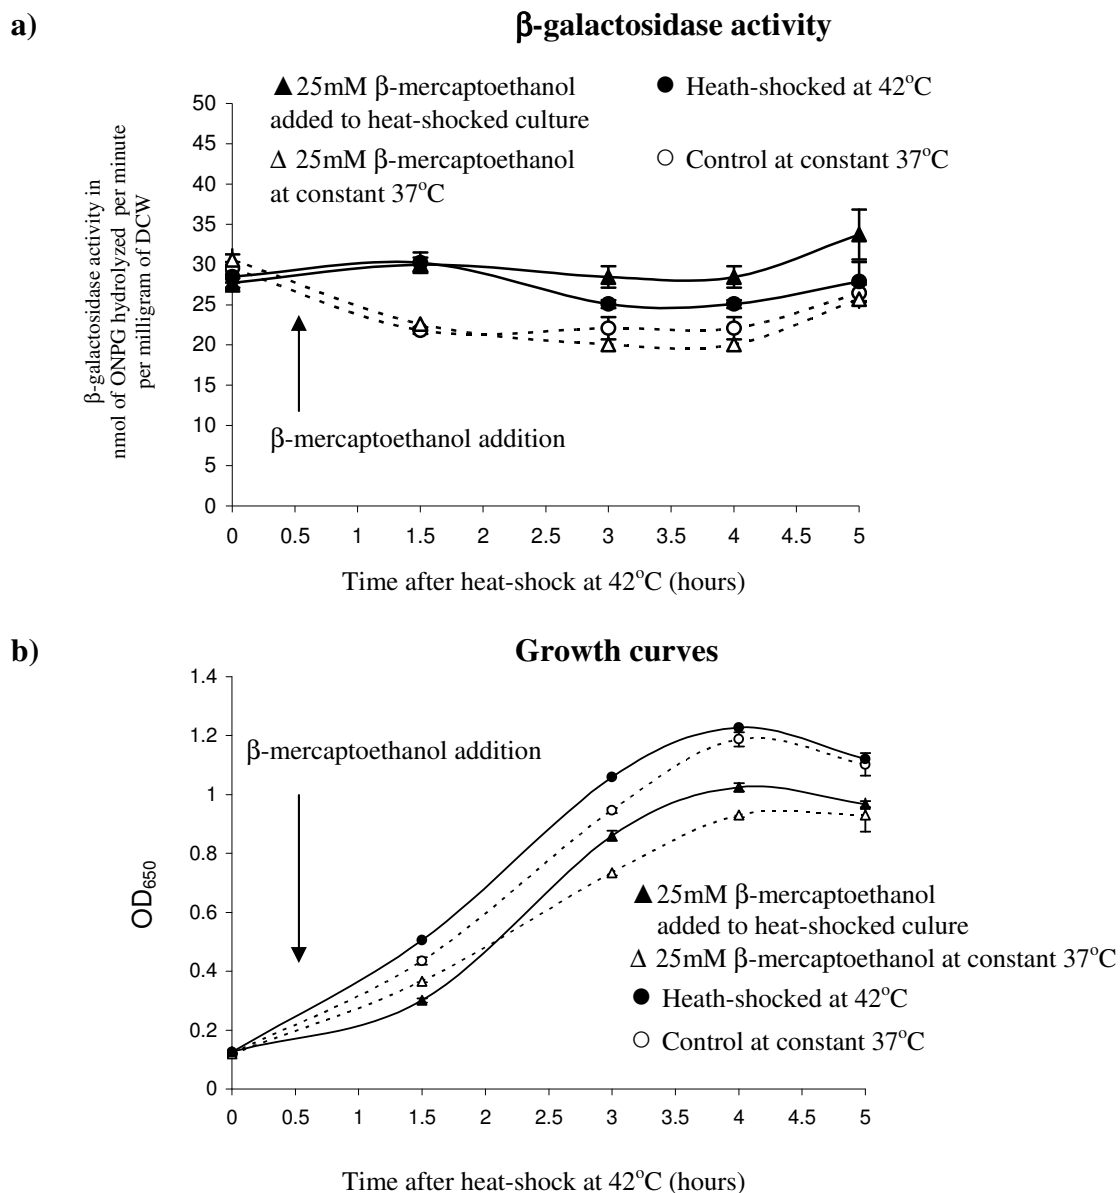 a)
β-galactosidase activity
▲ 25mM β-mercaptoethanol
added to heat-shocked culture
● Heath-shocked at 42°C
Δ 25mM β-mercaptoethanol
at constant 37°C
○ Control at constant 37°C
β-galactosidase activity in
nmol of ONPG hydrolyzed per minute
per milligram of DCW
50
45
40
35
30
25
20
15
10
5
0
β-mercaptoethanol addition
0 0.5 1 1.5 2 2.5 3 3.5 4 4.5 5
Time after heat-shock at 42°C (hours)
b)
Growth curves
1.4
1.2
1
0.8
0.6
0.4
0.2
0
OD650
β-mercaptoethanol addition
▲ 25mM β-mercaptoethanol
added to heat-shocked culure
Δ 25mM β-mercaptoethanol at constant 37°C
● Heath-shocked at 42°C
○ Control at constant 37°C
0 0.5 1 1.5 2 2.5 3 3.5 4 4.5 5
Time after heat-shock at 42°C (hours)